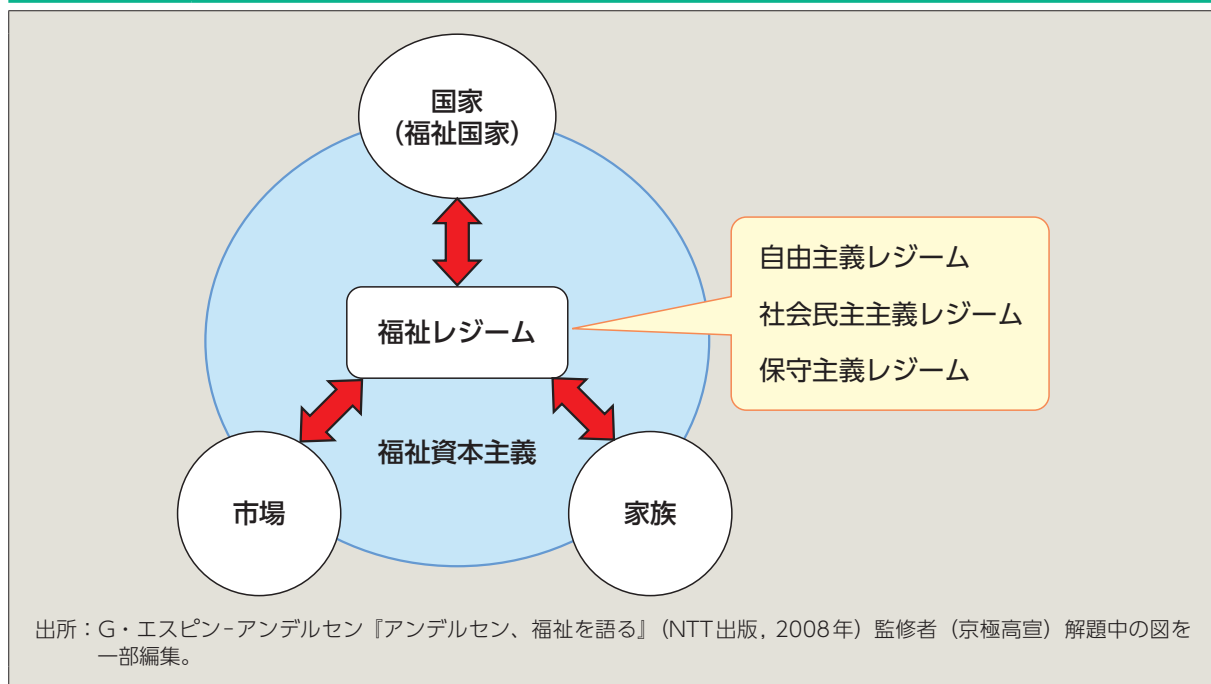 国家
(福祉国家)
福祉レジーム
自由主義レジーム
社会民主主義レジーム
保守主義レジーム
福祉資本主義
市場
家族
出所：G・エスピン-アンデルセン『アンデルセン、福祉を語る』（NTT出版, 2008年）監修者（京極高宣）解題中の図を
一部編集。